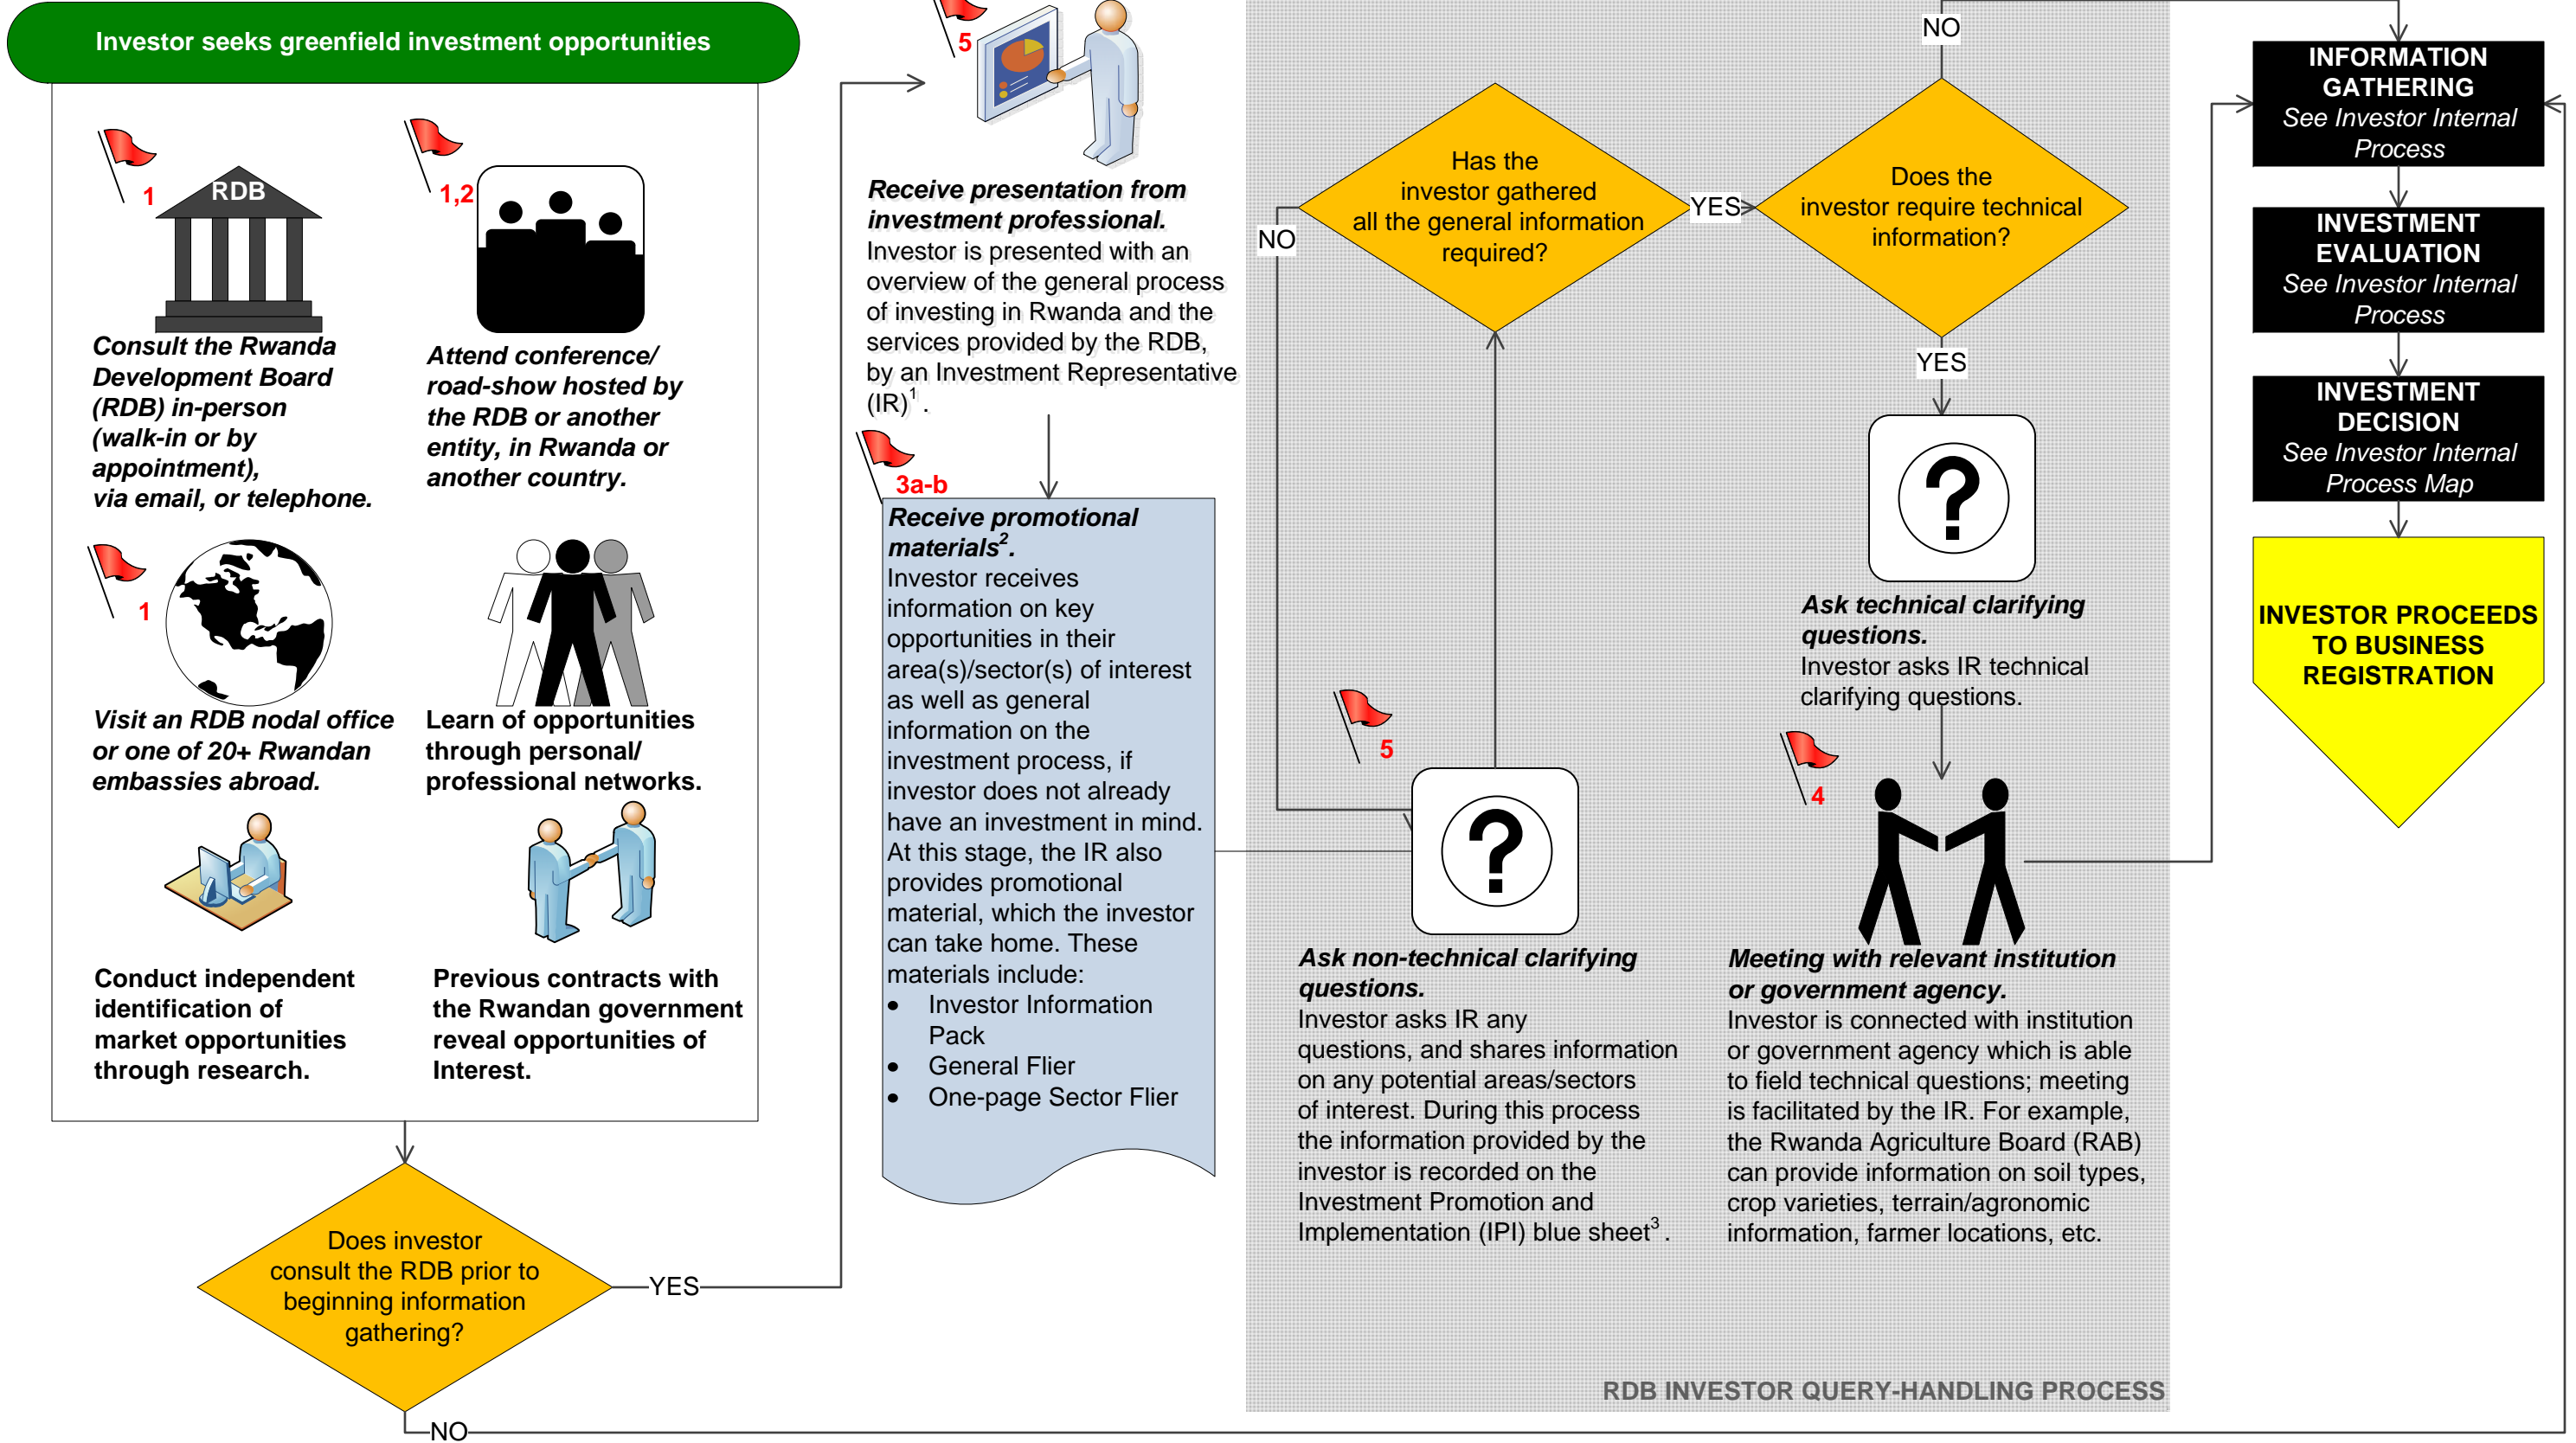 Investor seeks greenfield investment opportunities
1
RDB
Consult the Rwanda
Development Board
(RDB) in-person
(walk-in or by
appointment),
via email, or telephone.
1,2
Attend conference/
road-show hosted by
the RDB or another
entity, in Rwanda or
another country.
1
Visit an RDB nodal office
or one of 20+ Rwandan
embassies abroad.
Learn of opportunities
through personal/
professional networks.
Conduct independent
identification of
market opportunities
through research.
Previous contracts with
the Rwandan government
reveal opportunities of
Interest.
Does investor
consult the RDB prior to
beginning information
gathering?
YES
NO
5
Receive presentation from
investment professional.
Investor is presented with an
overview of the general process
of investing in Rwanda and the
services provided by the RDB,
by an Investment Representative
(IR)1 .
3a-b
Receive promotional
materials2.
Investor receives
information on key
opportunities in their
area(s)/sector(s) of interest
as well as general
information on the
investment process, if
investor does not already
have an investment in mind.
At this stage, the IR also
provides promotional
material, which the investor
can take home. These
materials include:
• Investor Information
Pack
• General Flier
• One-page Sector Flier
Has the
investor gathered
all the general information
required?
NO
YES
5
?
Ask non-technical clarifying
questions.
Investor asks IR any
questions, and shares information
on any potential areas/sectors
of interest. During this process
the information provided by the
investor is recorded on the
Investment Promotion and
Implementation (IPI) blue sheet3 .
Does the
investor require technical
information?
NO
YES
?
Ask technical clarifying
questions.
Investor asks IR technical
clarifying questions.
4
Meeting with relevant institution
or government agency.
Investor is connected with institution
or government agency which is able
to field technical questions; meeting
is facilitated by the IR. For example,
the Rwanda Agriculture Board (RAB)
can provide information on soil types,
crop varieties, terrain/agronomic
information, farmer locations, etc.
RDB INVESTOR QUERY-HANDLING PROCESS
INFORMATION
GATHERING
See Investor Internal
Process
INVESTMENT
EVALUATION
See Investor Internal
Process
INVESTMENT
DECISION
See Investor Internal
Process Map
INVESTOR PROCEEDS
TO BUSINESS
REGISTRATION